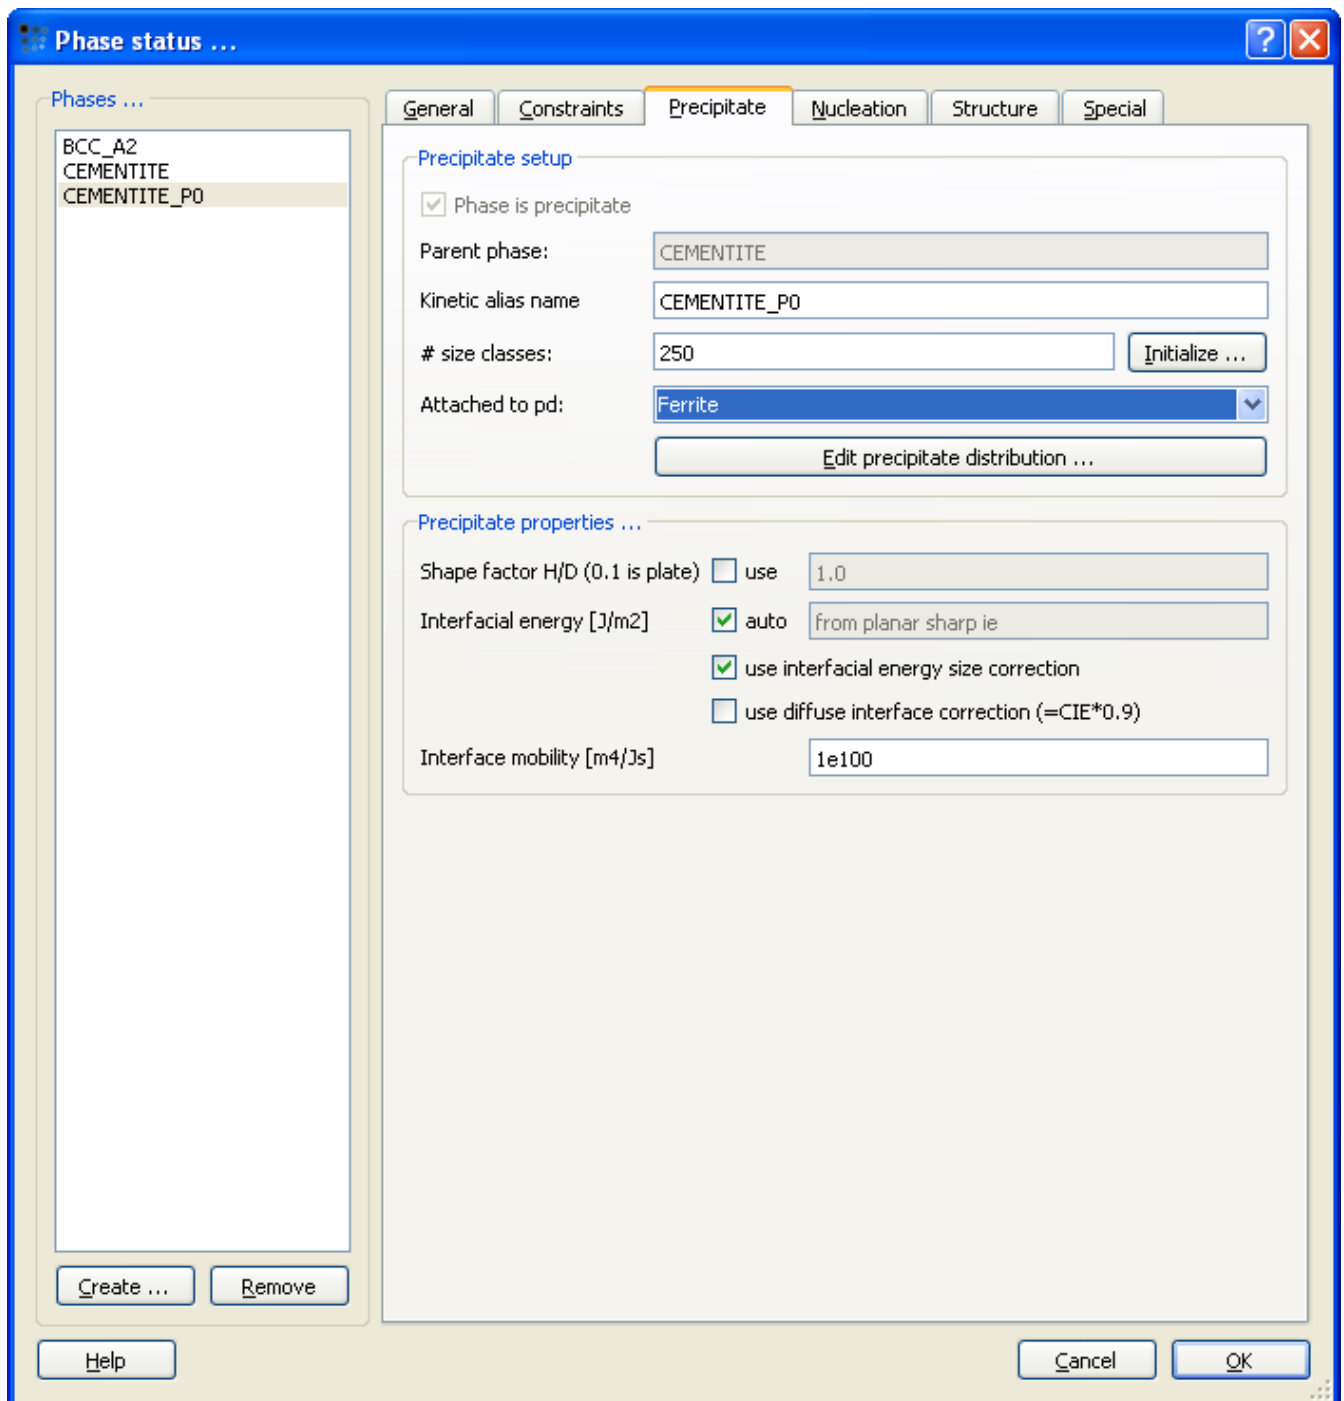 Phase status ...
Phases ...
BCC_A2
CEMENTITE
CEMENTITE_P0
Create ...
Remove
General
Constraints
Precipitate
Nucleation
Structure
Special
Precipitate setup
Phase is precipitate
Parent phase: CEMENTITE
Kinetic alias name CEMENTITE_P0
# size classes: 250 Initialize ...
Attached to pd: Ferrite
Edit precipitate distribution ...
Precipitate properties ...
Shape factor H/D (0.1 is plate) use 1.0
Interfacial energy [J/m2] auto from planar sharp ie
use interfacial energy size correction
use diffuse interface correction (=CIE*0.9)
Interface mobility [m4/Js] 1e100
Help
Cancel
OK